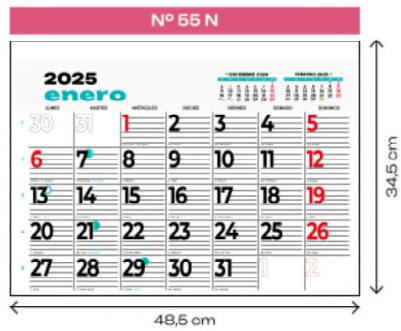 Nº 55 N
2025
enero
• DICIEMBRE 2024
FEBRERO 2025 •
LUNES MARTES MIÉRCOLES JUEVES VIERNES SÁBADO DOMINGO
30 31 1 2 3 4 5
6 7 8 9 10 11 12
13 14 15 16 17 18 19
20 21 22 23 24 25 26
27 28 29 30 31 1 2
34,5 cm
48,5 cm